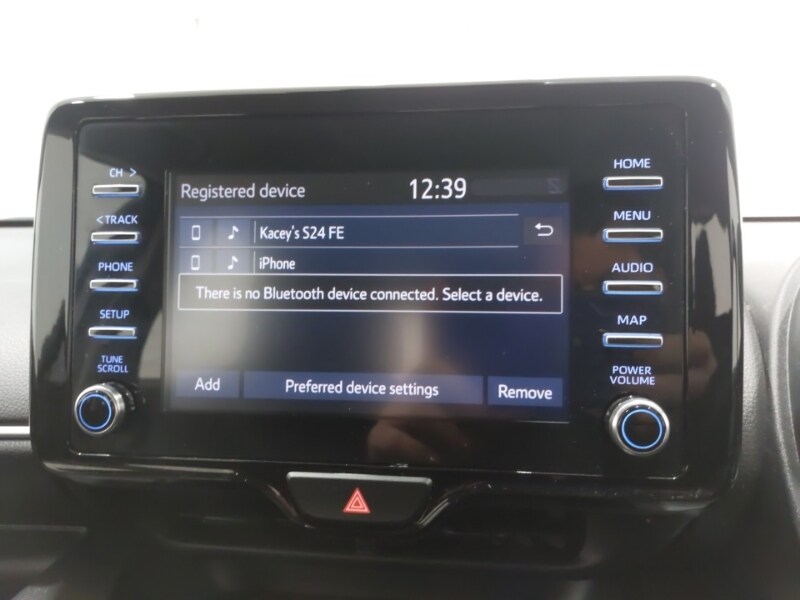 CH >
< TRACK
PHONE
SETUP
TUNE
SCROLL
Registered device
12:39
Kacey's S24 FE
iPhone
There is no Bluetooth device connected. Select a device.
Add
Preferred device settings
Remove
HOME
MENU
AUDIO
MAP
POWER
VOLUME